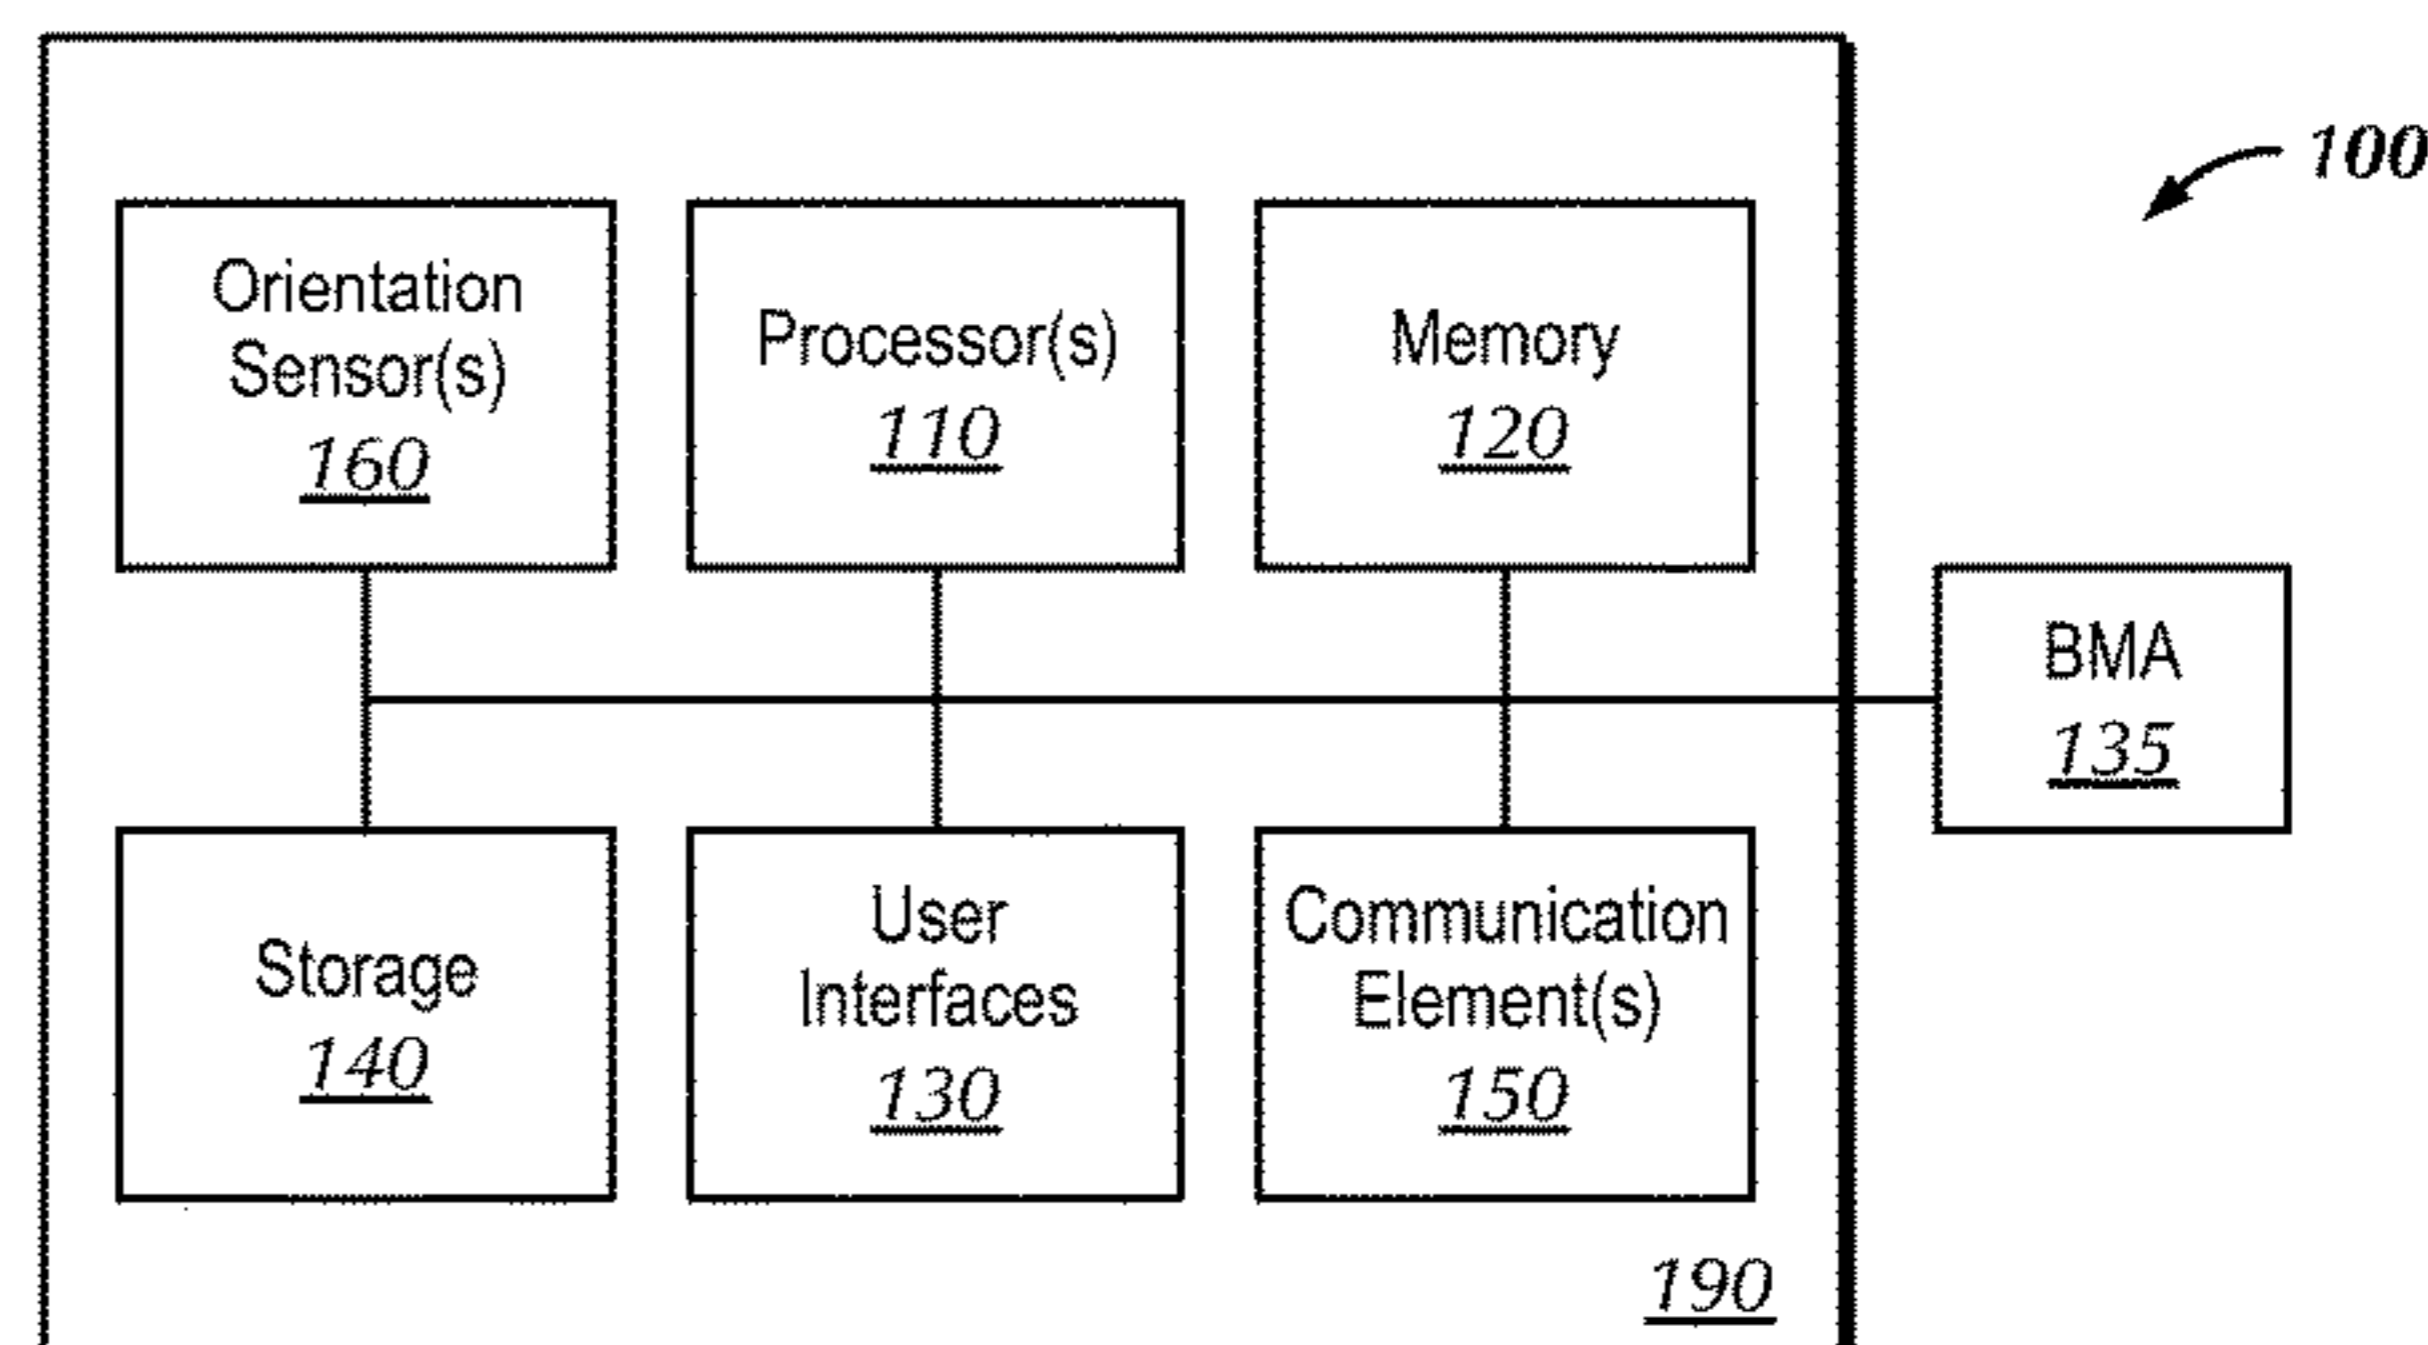 100
Orientation
Sensor(s)
160
Processor(s)
110
Memory
120
BMA
135
Storage
140
User
Interfaces
130
Communication
Element(s)
150
190